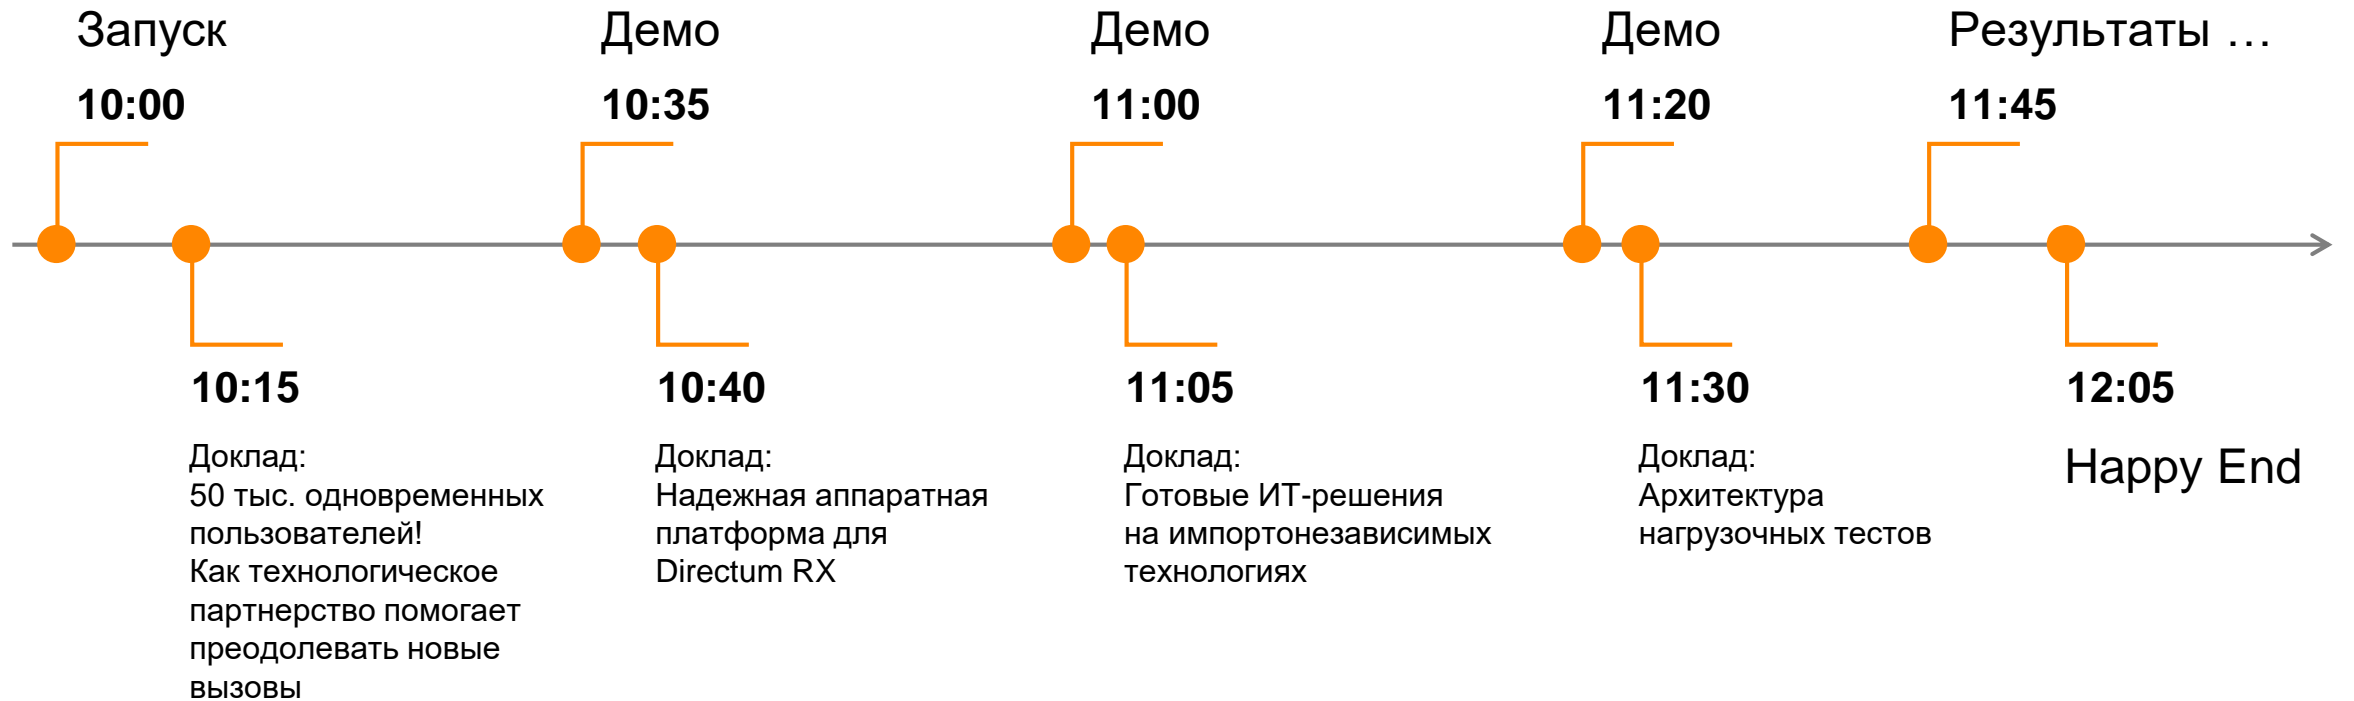 Запуск
10:00
Демо
10:35
Демо
11:00
Демо
11:20
Результаты …
11:45
10:15
Доклад:
50 тыс. одновременных
пользователей!
Как технологическое
партнерство помогает
преодолевать новые
вызовы
10:40
Доклад:
Надежная аппаратная
платформа для
Directum RX
11:05
Доклад:
Готовые ИТ-решения
на импортонезависимых
технологиях
11:30
Доклад:
Архитектура
нагрузочных тестов
12:05
Happy End